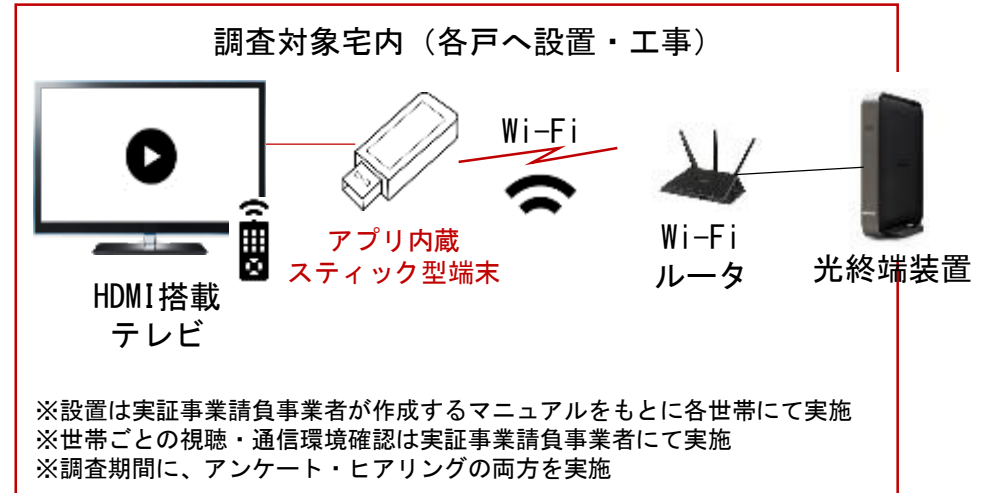 調査対象宅内（各戸へ設置・工事）
Wi-Fi
アプリ内蔵
スティック型端末
Wi-Fi
ルータ
光終端装置
HDMI搭載
テレビ
※設置は実証事業請負事業者が作成するマニュアルをもとに各世帯にて実施
※世帯ごとの視聴・通信環境確認は実証事業請負事業者にて実施
※調査期間に、アンケート・ヒアリングの両方を実施